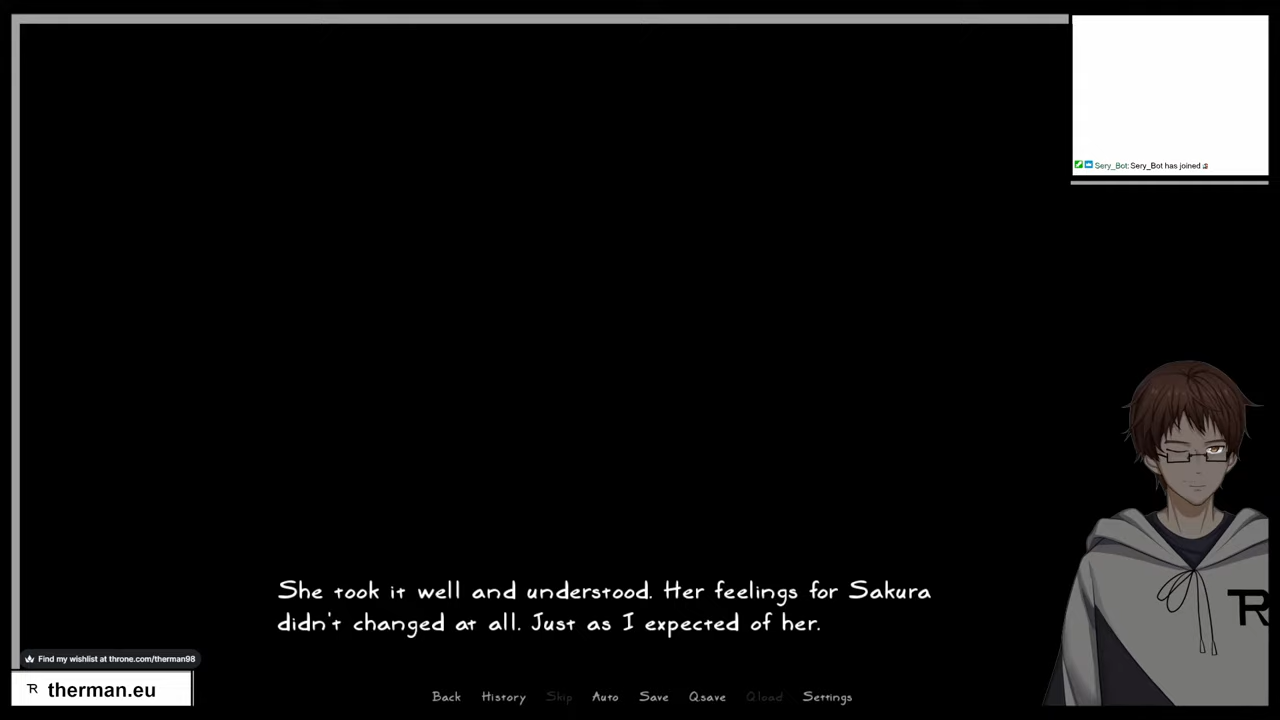 Sery_Bot: Sery_Bot has joined
She took it well and understood. Her feelings for Sakura
didn't changed at all. Just as I expected of her.
TR
Find my wishlist at throne.com/therman98
TR therman.eu
Back History Skip Auto Save Qsave Qload Settings